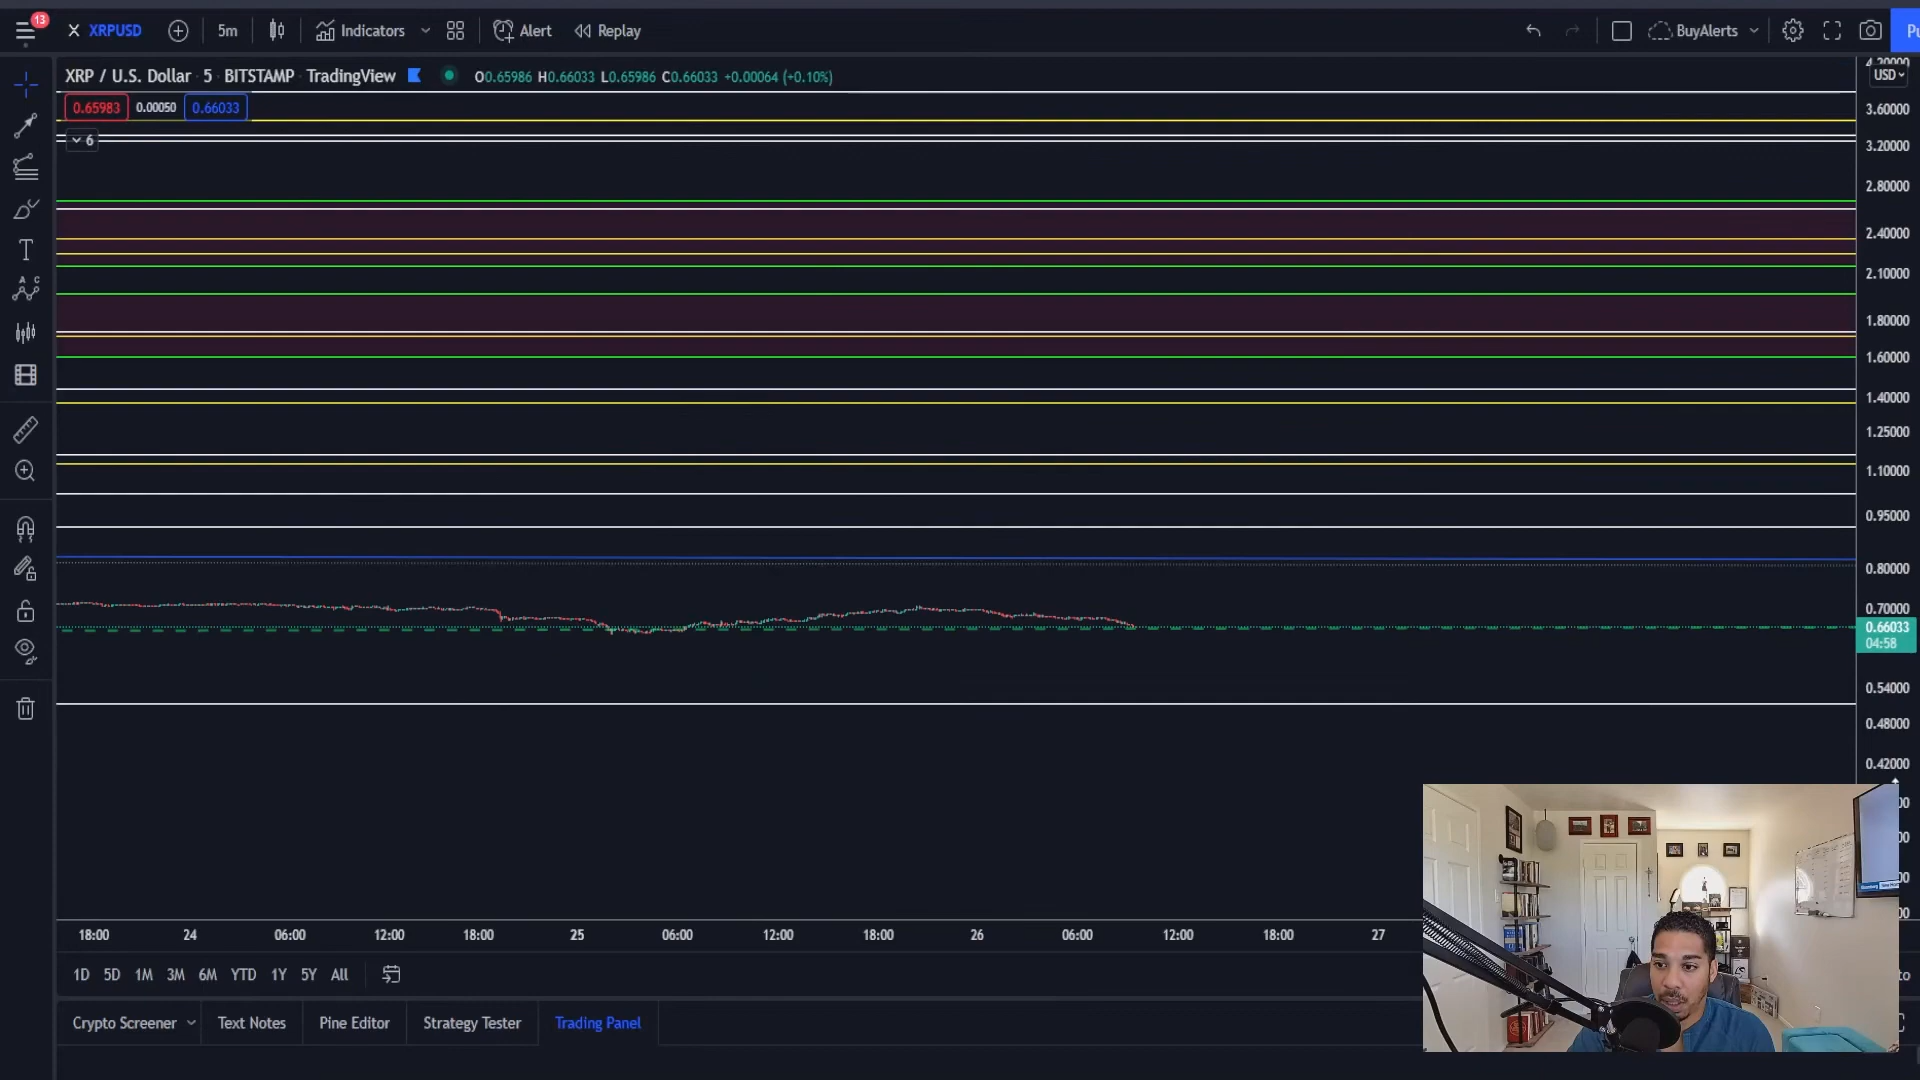 13
XRPUSD
5m
Indicators
Alert
Replay
BuyAlerts
XRP / U.S. Dollar · 5 · BITSTAMP · TradingView
O0.65986 H0.66033 L0.65986 C0.66033 +0.00064 (+0.10%)
0.65983
0.00050
0.66033
6
USD
3.60000
3.20000
2.80000
2.40000
2.10000
1.80000
1.60000
1.40000
1.25000
1.10000
0.95000
0.80000
0.70000
0.66033
04:58
0.54000
0.48000
0.42000
18:00
24
06:00
12:00
18:00
25
06:00
12:00
18:00
26
06:00
12:00
18:00
27
1D 5D 1M 3M 6M YTD 1Y 5Y All
Crypto Screener
Text Notes
Pine Editor
Strategy Tester
Trading Panel